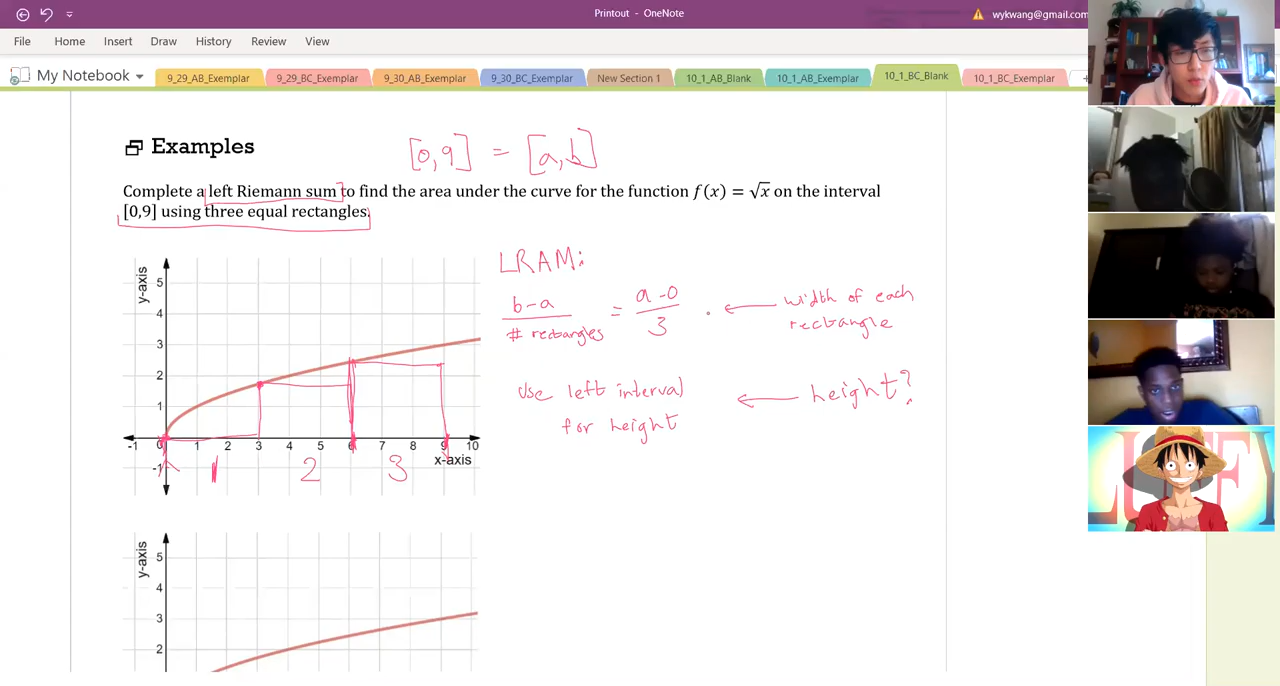 Printout - OneNote
wykwang@gmail.com
File Home Insert Draw History Review View
My Notebook
9_29_AB_Exemplar 9_29_BC_Exemplar 9_30_AB_Exemplar 9_30_BC_Exemplar New Section 1 10_1_AB_Blank 10_1_AB_Exemplar 10_1_BC_Blank 10_1_BC_Exemplar
Examples
[0,9] = [a,b]
Complete a left Riemann sum to find the area under the curve for the function f(x) = √x on the interval
[0,9] using three equal rectangles.
LRAM:
b-a / # rectangles = 9-0 / 3 · ← width of each
rectangle
Use left interval
for height
← height?
y-axis
5
4
3
2
1
-1 0 1 2 3 4 5 6 7 8 9 10
-1
x-axis
1 2 3
y-axis
5
4
3
2
LUFFY